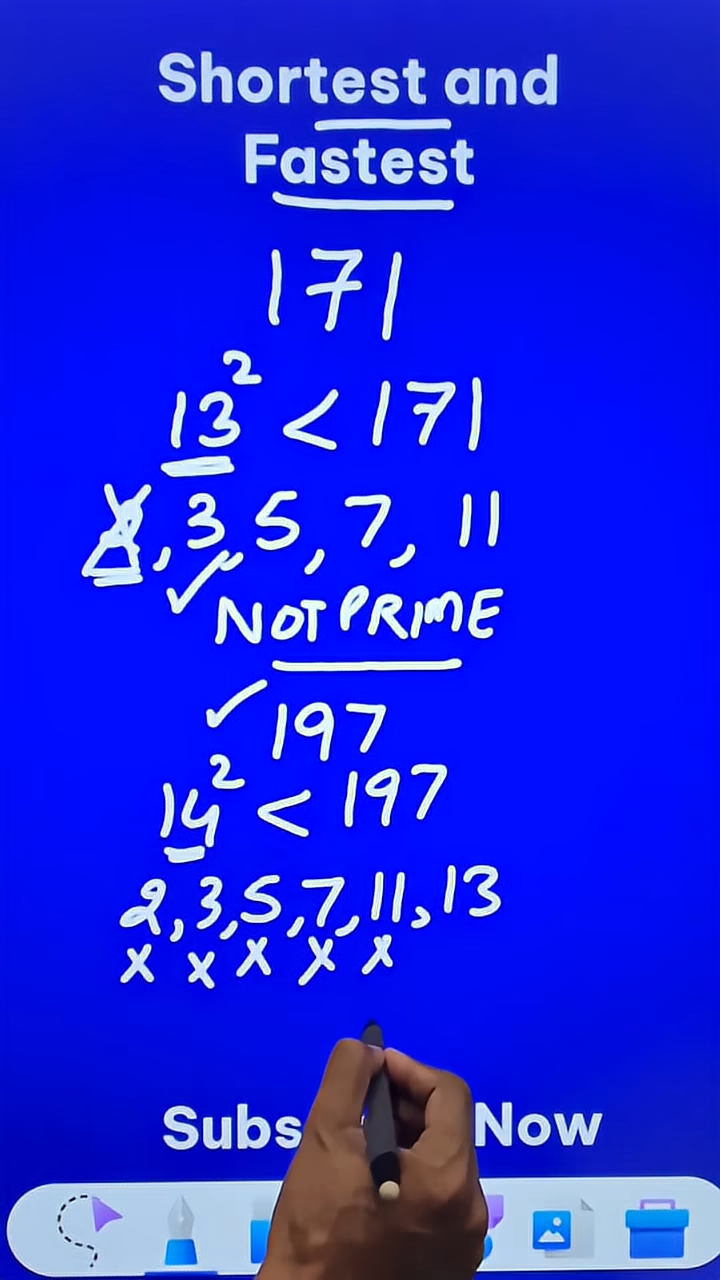 Shortest and
Fastest
171
13² < 171
2, 3, 5, 7, 11
✓
NOT PRIME
✓ 197
14² < 197
2, 3, 5, 7, 11, 13
x x x x x
Subs Now